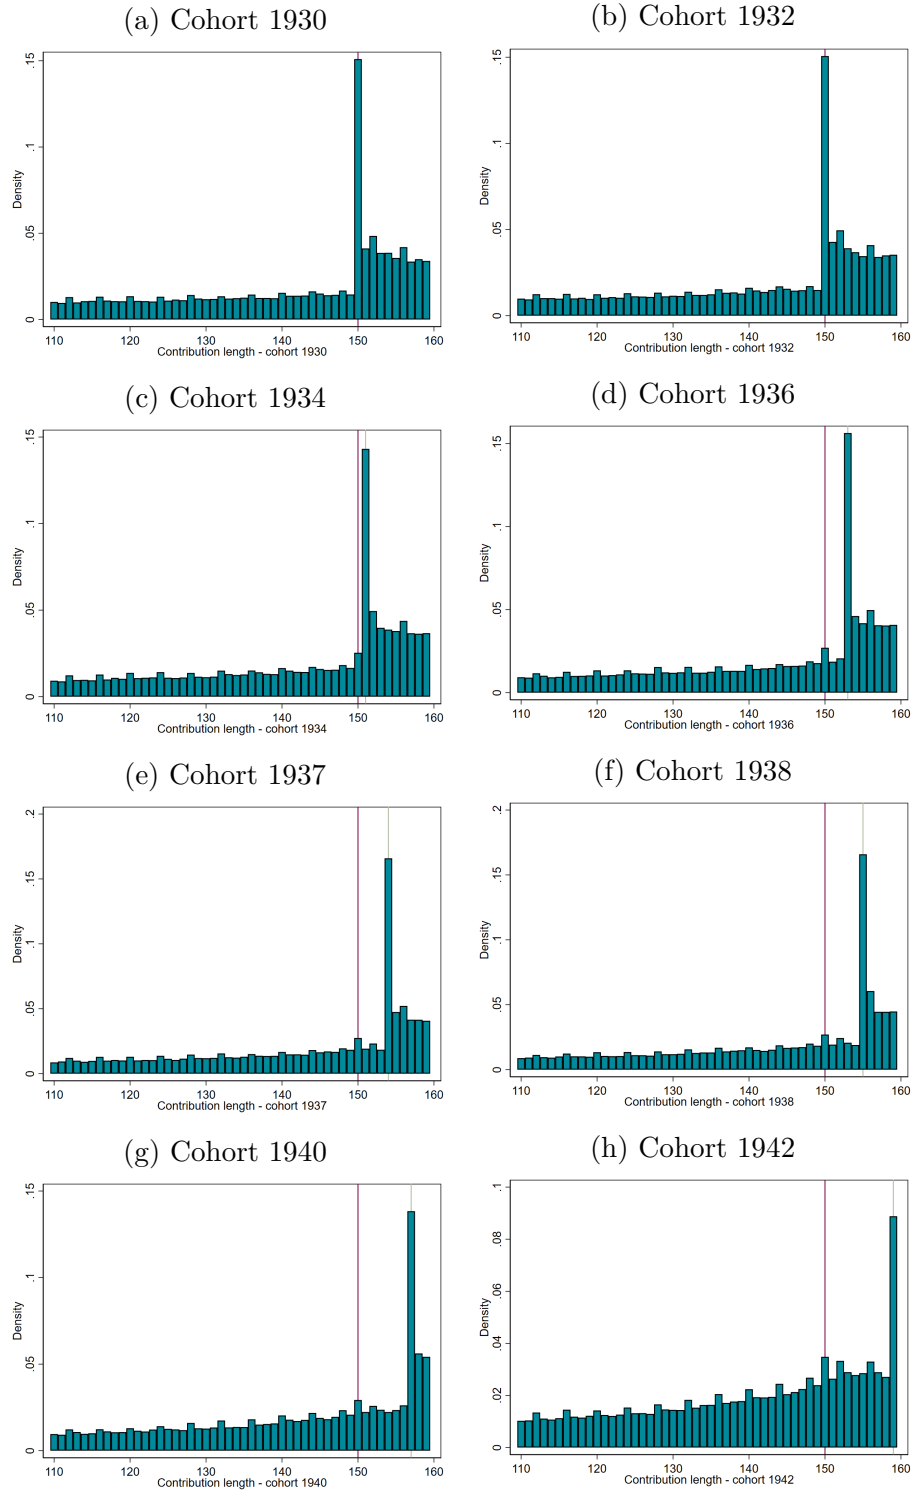 (a) Cohort 1930
Density
0 .05 .1 .15
110 120 130 140 150 160
Contribution length - cohort 1930
(b) Cohort 1932
Density
0 .05 .1 .15
110 120 130 140 150 160
Contribution length - cohort 1932
(c) Cohort 1934
Density
0 .05 .1 .15
110 120 130 140 150 160
Contribution length - cohort 1934
(d) Cohort 1936
Density
0 .05 .1 .15
110 120 130 140 150 160
Contribution length - cohort 1936
(e) Cohort 1937
Density
0 .05 .1 .15 .2
110 120 130 140 150 160
Contribution length - cohort 1937
(f) Cohort 1938
Density
0 .05 .1 .15 .2
110 120 130 140 150 160
Contribution length - cohort 1938
(g) Cohort 1940
Density
0 .05 .1 .15
110 120 130 140 150 160
Contribution length - cohort 1940
(h) Cohort 1942
Density
0 .02 .04 .06 .08 .1
110 120 130 140 150 160
Contribution length - cohort 1942